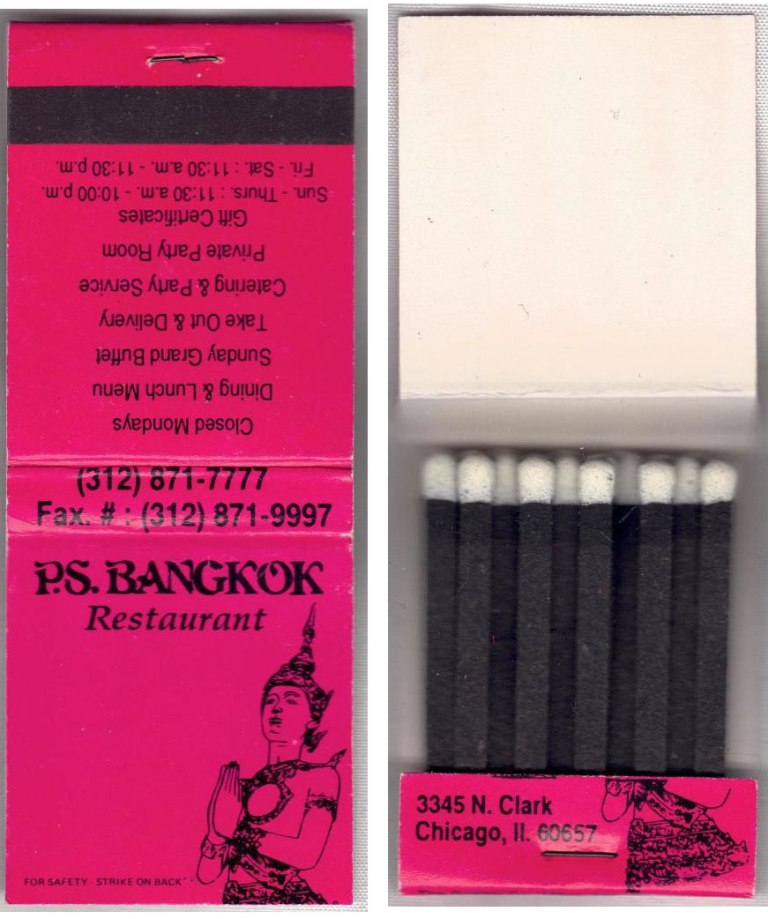 Closed Mondays
Dining & Lunch Menu
Sunday Grand Buffet
Take Out & Delivery
Catering & Party Service
Private Party Room
Gift Certificates
Sun. - Thurs. : 11:30 a.m. - 10:00 p.m.
Fri. - Sat. : 11:30 a.m. - 11:30 p.m.
(312) 871-7777
Fax. # : (312) 871-9997
P.S. BANGKOK
Restaurant
FOR SAFETY - STRIKE ON BACK
3345 N. Clark
Chicago, Il. 60657